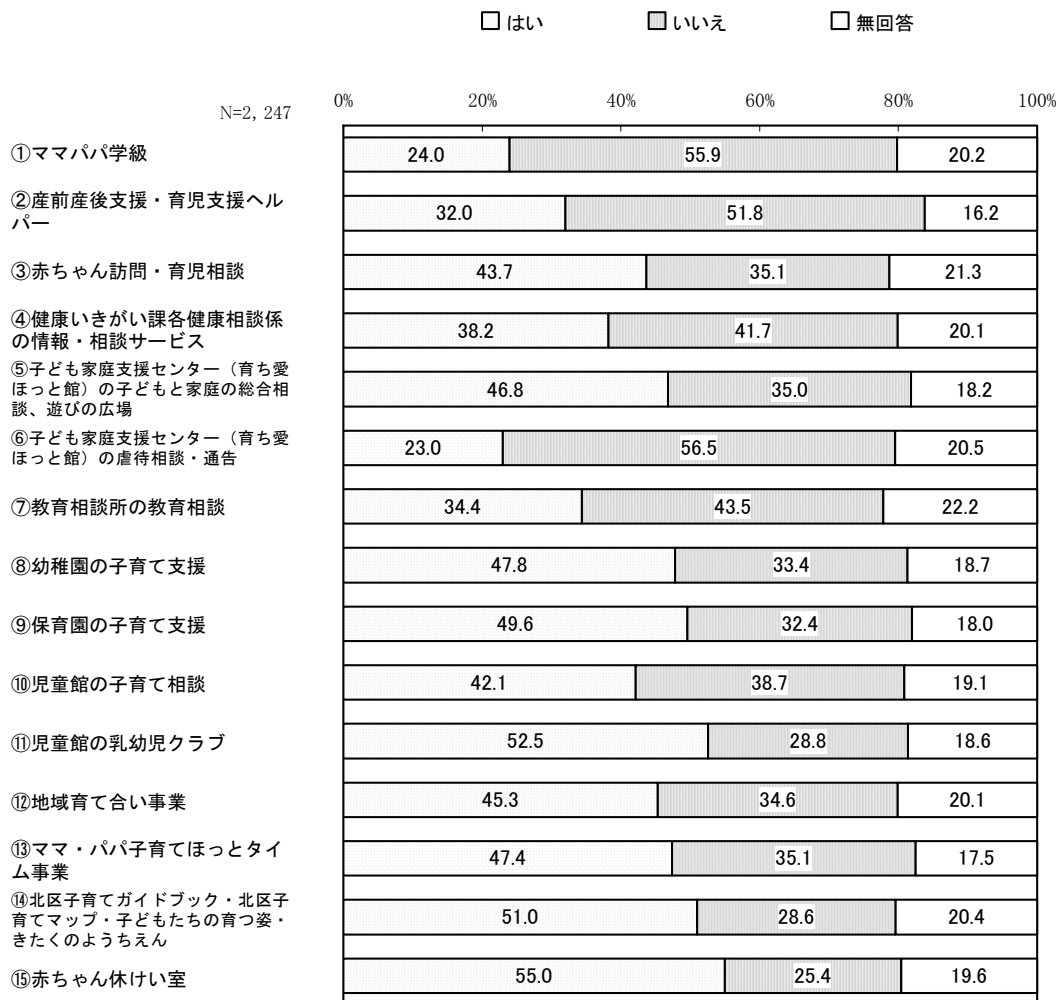 はい いいえ 無回答
N=2, 247
0% 20% 40% 60% 80% 100%
①ママパパ学級
24.0 55.9 20.2
②産前産後支援・育児支援ヘル
パー
32.0 51.8 16.2
③赤ちゃん訪問・育児相談
43.7 35.1 21.3
④健康いきがい課各健康相談係
の情報・相談サービス
38.2 41.7 20.1
⑤子ども家庭支援センター（育ち愛
ほっと館）の子どもと家庭の総合相
談、遊びの広場
46.8 35.0 18.2
⑥子ども家庭支援センター（育ち愛
ほっと館）の虐待相談・通告
23.0 56.5 20.5
⑦教育相談所の教育相談
34.4 43.5 22.2
⑧幼稚園の子育て支援
47.8 33.4 18.7
⑨保育園の子育て支援
49.6 32.4 18.0
⑩児童館の子育て相談
42.1 38.7 19.1
⑪児童館の乳幼児クラブ
52.5 28.8 18.6
⑫地域育て合い事業
45.3 34.6 20.1
⑬ママ・パパ子育てほっとタイ
ム事業
47.4 35.1 17.5
⑭北区子育てガイドブック・北区子
育てマップ・子どもたちの育つ姿・
きたくのようちえん
51.0 28.6 20.4
⑮赤ちゃん休けい室
55.0 25.4 19.6